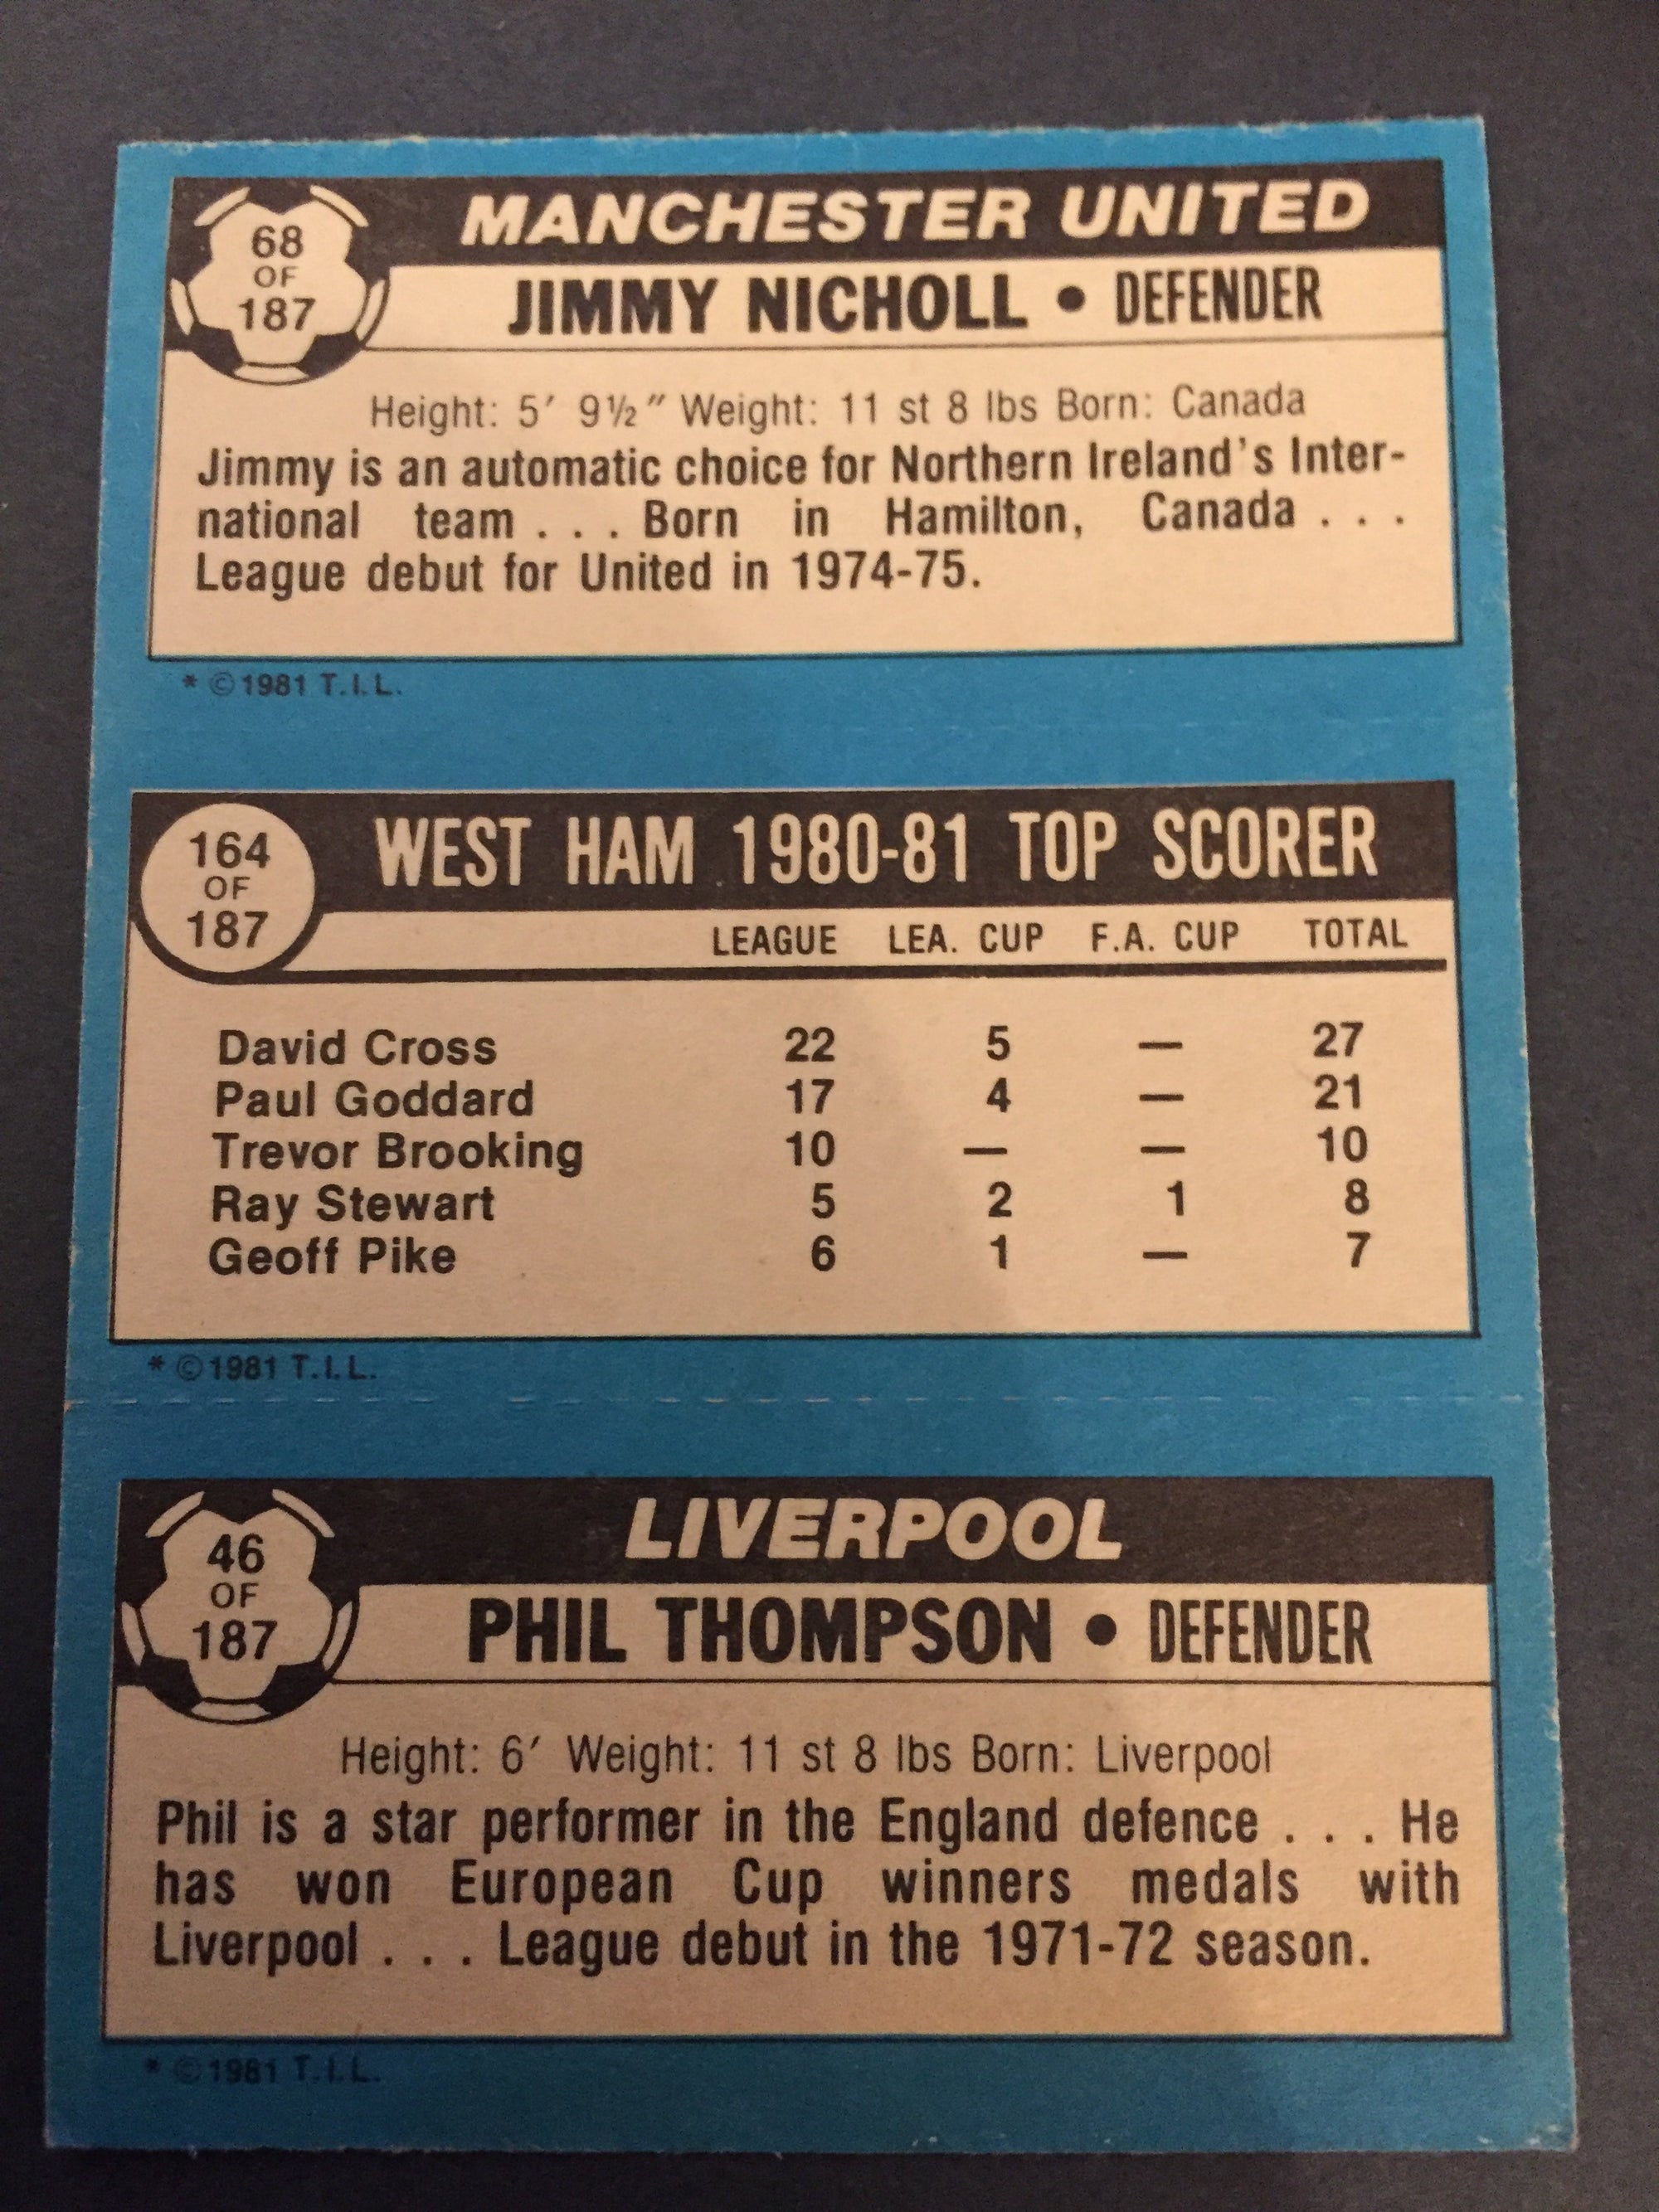 68
OF
187
MANCHESTER UNITED
JIMMY NICHOLL • DEFENDER
Height: 5′ 9½″ Weight: 11 st 8 lbs Born: Canada
Jimmy is an automatic choice for Northern Ireland's Inter-
national team . . . Born in Hamilton, Canada . . .
League debut for United in 1974-75.
* ©1981 T.I.L.
164
OF
187
WEST HAM 1980-81 TOP SCORER
LEAGUE LEA. CUP F.A. CUP TOTAL
David Cross 22 5 — 27
Paul Goddard 17 4 — 21
Trevor Brooking 10 — — 10
Ray Stewart 5 2 1 8
Geoff Pike 6 1 — 7
* ©1981 T.I.L.
46
OF
187
LIVERPOOL
PHIL THOMPSON • DEFENDER
Height: 6′ Weight: 11 st 8 lbs Born: Liverpool
Phil is a star performer in the England defence . . . He
has won European Cup winners medals with
Liverpool . . . League debut in the 1971-72 season.
* ©1981 T.I.L.